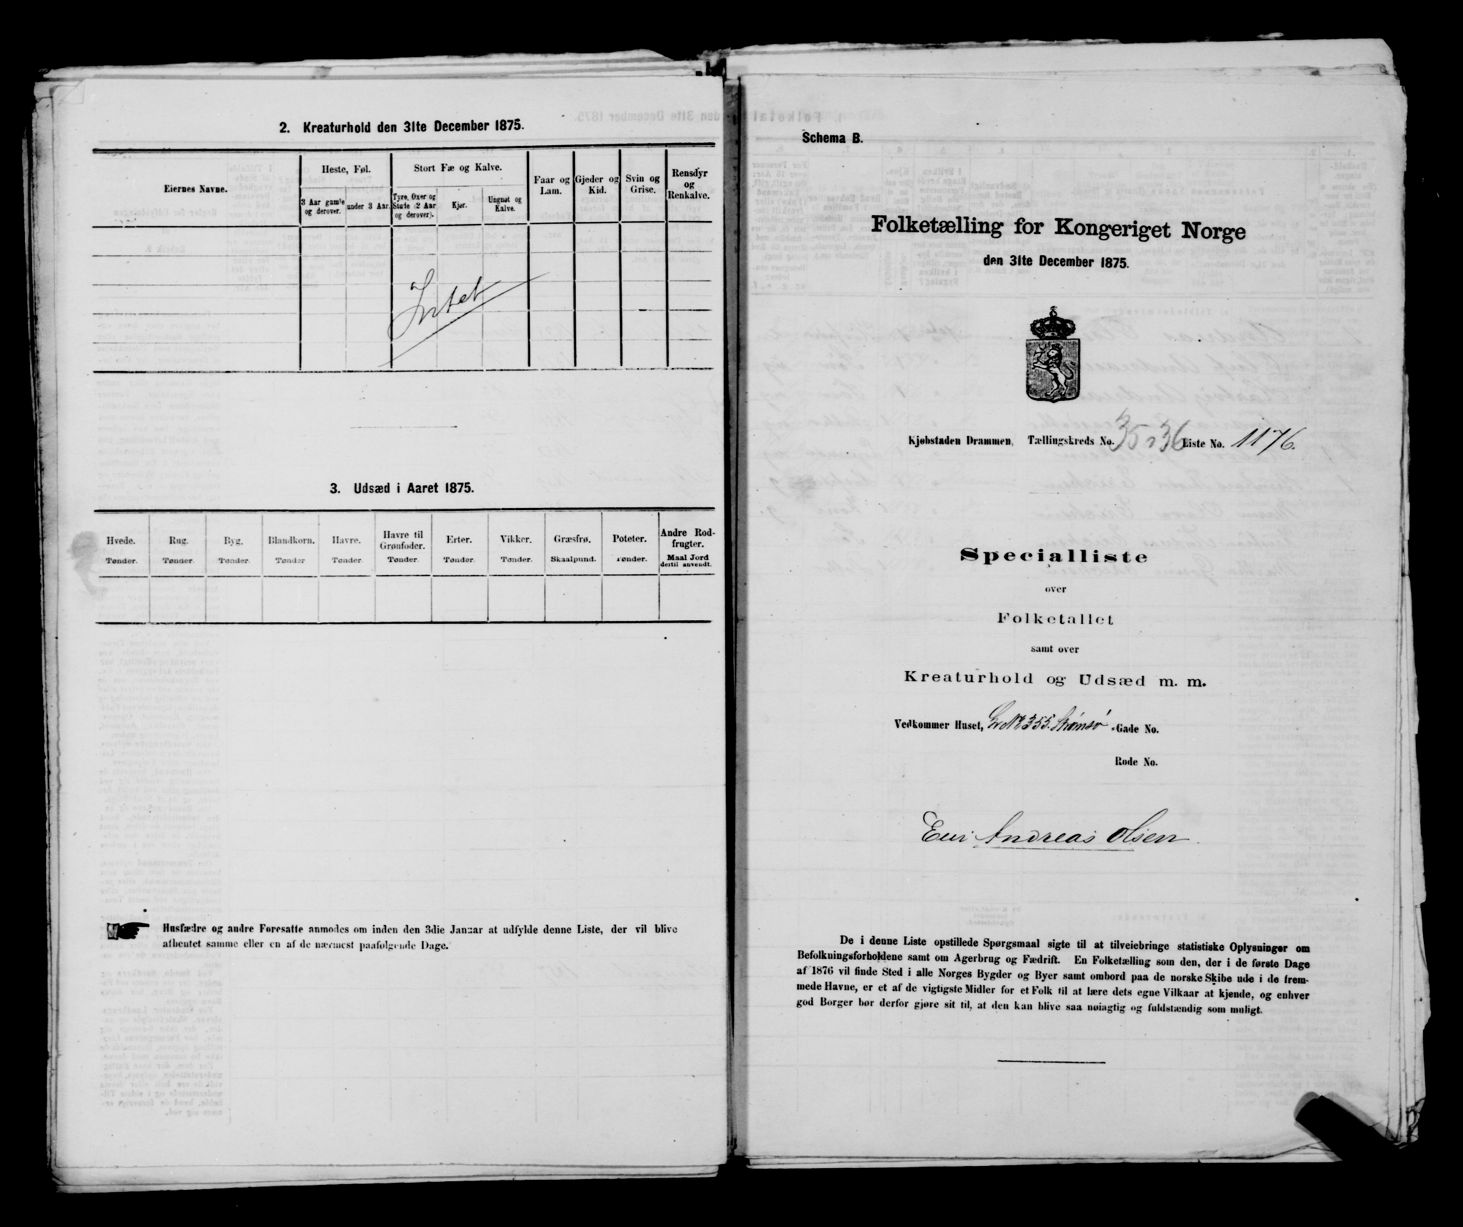 2. Kreaturhold den 31te December 1875.
Eiernes Navne.
Heste, Føl.
Stort Fæ og Kalve.
Faar og Lam.
Gjeder og Kid.
Svin og Grise.
Rensdyr og Renkalve.
3 Aar gamle og derover.
under 3 Aar.
Tyre, Oxer og Stude (2 Aar og derover).
Kjør.
Ungnøt og Kalve.
Intet
3. Udsæd i Aaret 1875.
Hvede. Rug. Byg. Blandkorn. Havre. Havre til Grønfoder. Erter. Vikker. Græsfrø. Poteter. Andre Rodfrugter.
Tønder. Tønder. Tønder. Tønder Tønder. Tønder. Tønder. Tønder. Skaalpund. Tønder. Maal Jord dertil anvendt.
Husfædre og andre Foresatte anmodes om inden den 3die Januar at udfylde denne Liste, der vil blive
afhentet samme eller en af de nærmest paafølgende Dage.
Schema B.
Folketælling for Kongeriget Norge
den 31te December 1875.
Kjøbstaden Drammen, Tællingskreds No. 35 36 Liste No. 1176.
Specialliste
over
Folketallet
samt over
Kreaturhold og Udsæd m. m.
Vedkommer Huset, Gr № 355. Strømsø Gade No.
Rode No.
Eier Andreas Olsen
De i denne Liste opstillede Spørgsmaal sigte til at tilveiebringe statistiske Oplysninger om
Befolkningsforholdene samt om Agerbrug og Fædrift. En Folketælling som den, der i de første Dage
af 1876 vil finde Sted i alle Norges Bygder og Byer samt ombord paa de norske Skibe ude i de frem-
mede Havne, er et af de vigtigste Midler for et Folk til at lære dets egne Vilkaar at kjende, og enhver
god Borger bør derfor gjøre sit til, at den kan blive saa nøiagtig og fuldstændig som muligt.